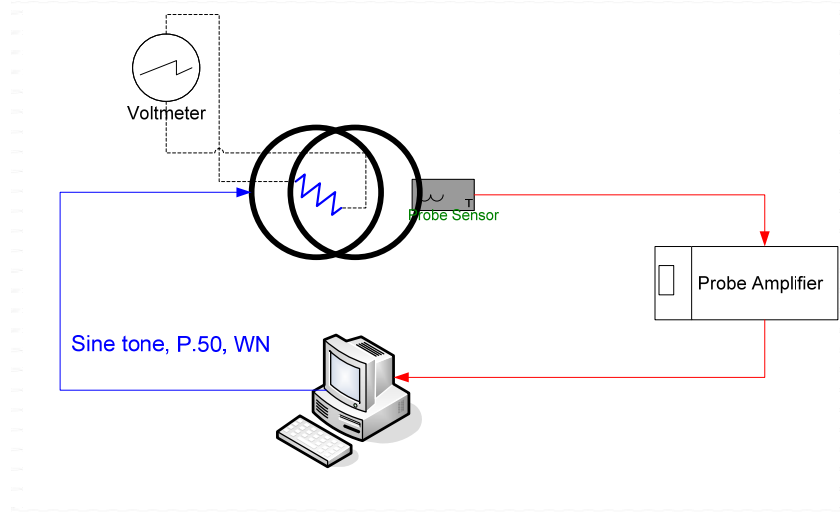 Voltmeter
T
Probe Sensor
Probe Amplifier
Sine tone, P.50, WN